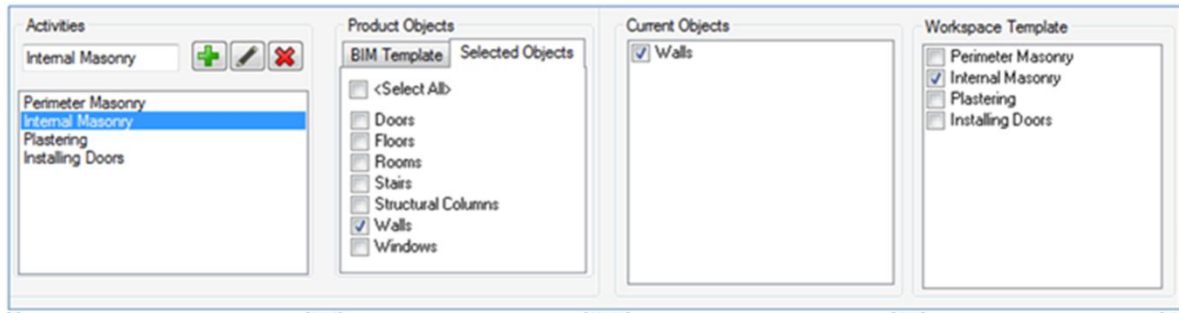 Activities
Internal Masonry
Perimeter Masonry
Internal Masonry
Plastering
Installing Doors
Product Objects
BIM Template
Selected Objects
<Select All>
Doors
Floors
Rooms
Stairs
Structural Columns
Walls
Windows
Current Objects
Walls
Workspace Template
Perimeter Masonry
Internal Masonry
Plastering
Installing Doors